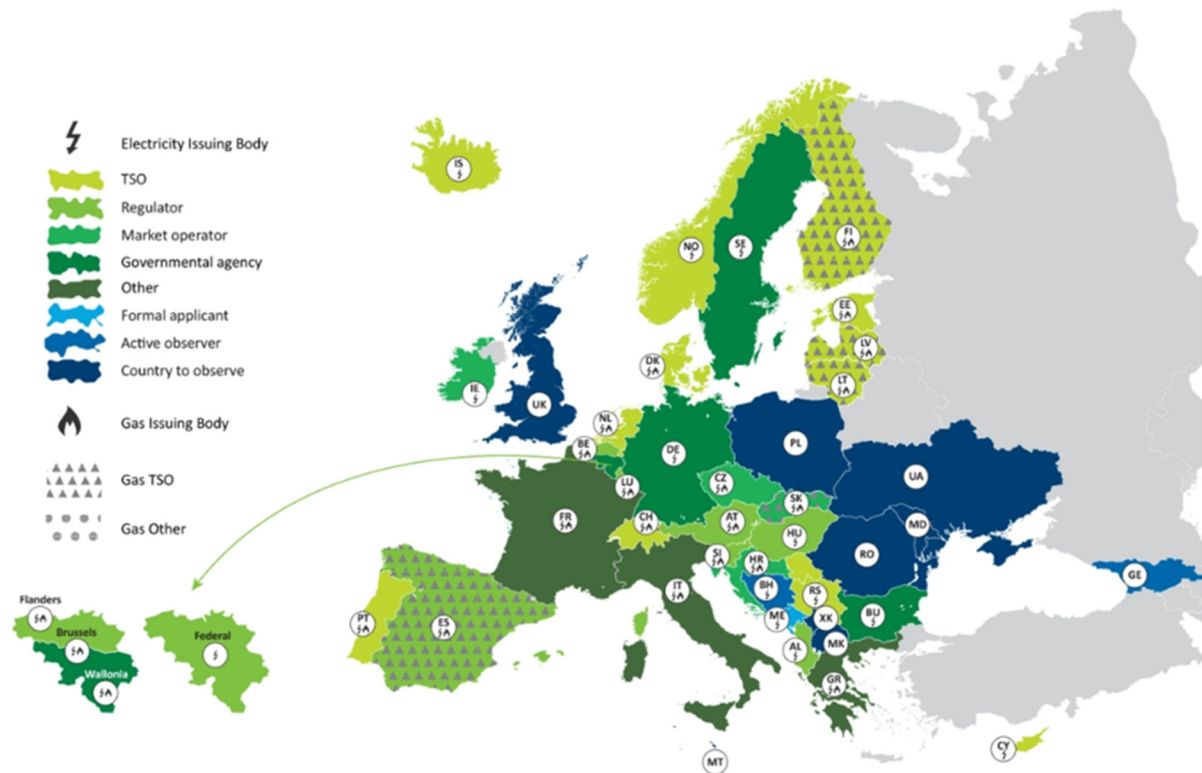 Electricity Issuing Body
TSO
Regulator
Market operator
Governmental agency
Other
Formal applicant
Active observer
Country to observe
Gas Issuing Body
Gas TSO
Gas Other
IS
NO
SE
FI
EE
LV
LT
DK
IE
UK
NL
BE
DE
PL
LU
CZ
UA
SK
FR
CH
AT
HU
MD
RO
SI
HR
BH
GE
IT
RS
PT
ES
ME
XK
BU
AL
MK
GR
CY
MT
Flanders
Brussels
Wallonia
Federal